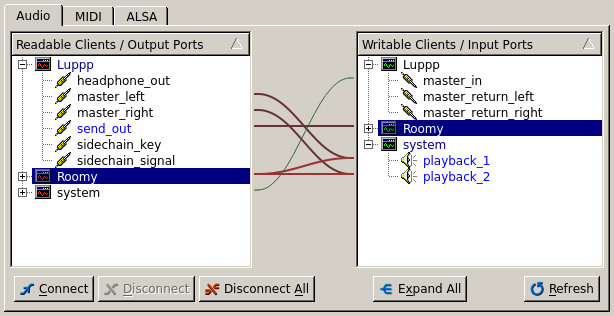 Audio MIDI ALSA
Readable Clients / Output Ports
Luppp
headphone_out
master_left
master_right
send_out
sidechain_key
sidechain_signal
Roomy
system
Writable Clients / Input Ports
Luppp
master_in
master_return_left
master_return_right
Roomy
system
playback_1
playback_2
Connect Disconnect Disconnect All Expand All Refresh